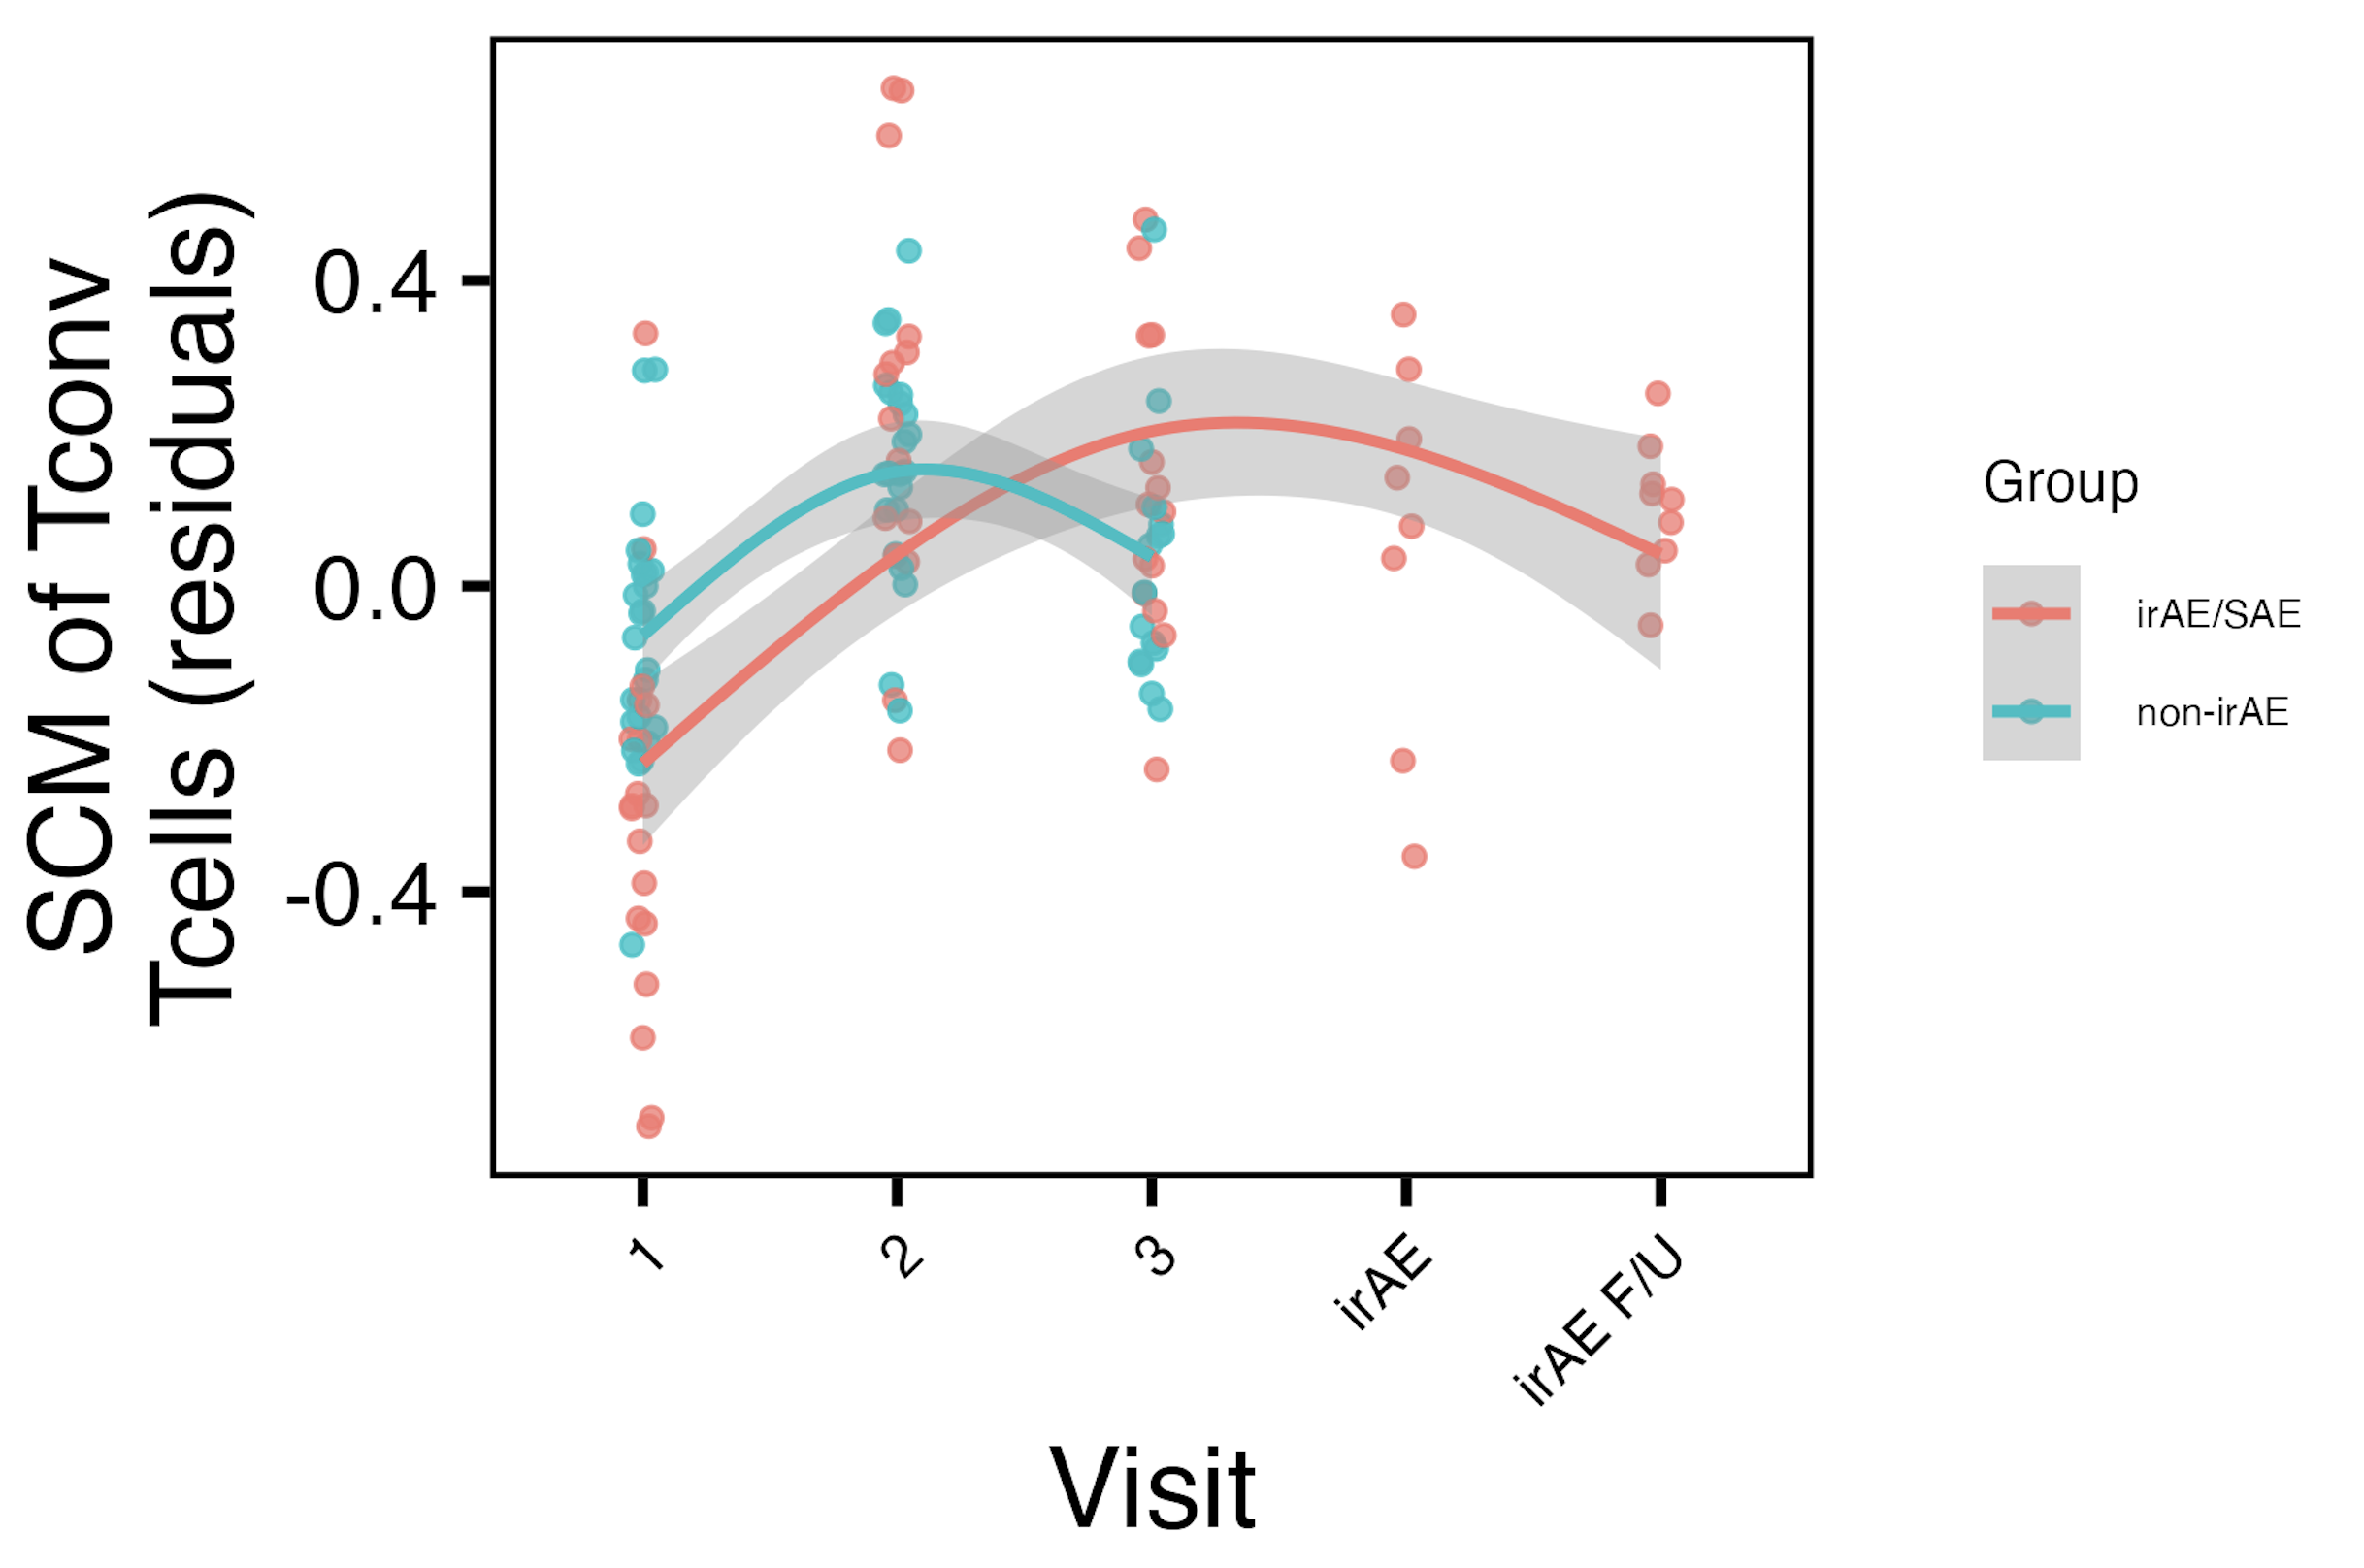 SCM of Tconv
Tcells (residuals)
0.4
0.0
-0.4
1
2
3
irAE
irAE F/U
Visit
Group
irAE/SAE
non-irAE